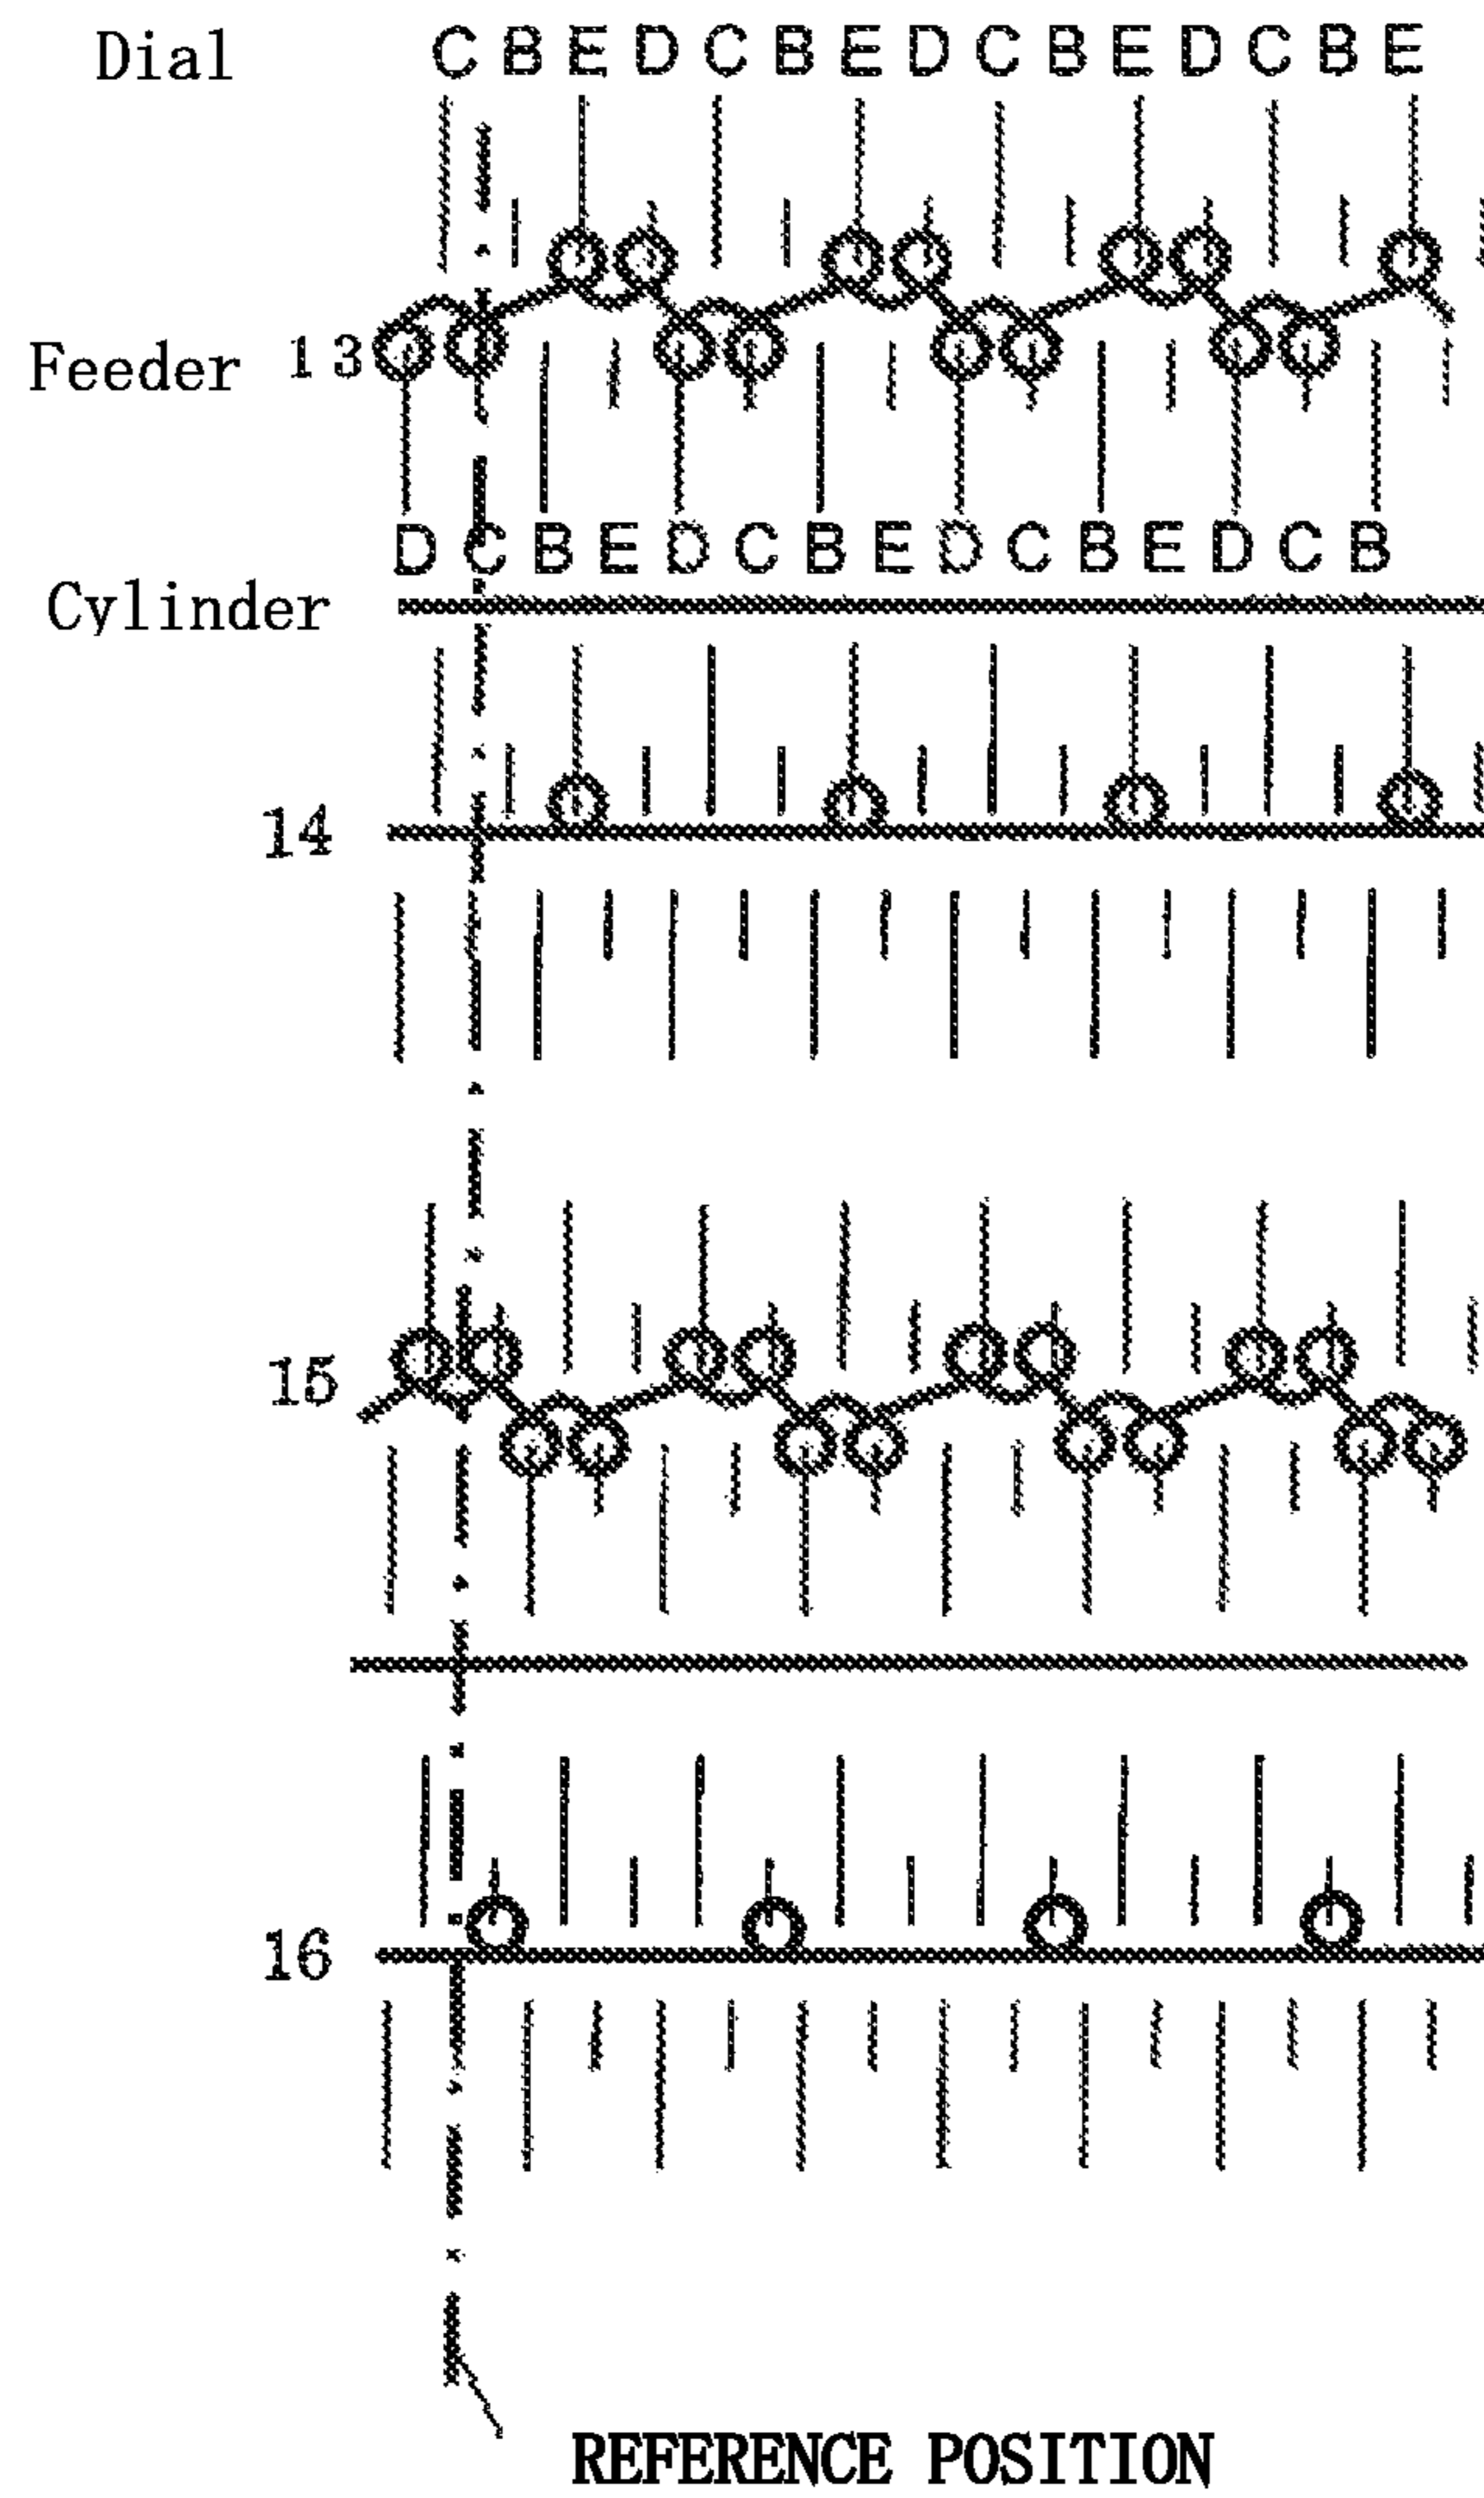 Dial C B E D C B E D C B E D C B E
Feeder 13
D C B E D C B E D C B E D C B
Cylinder
14
15
16
REFERENCE POSITION